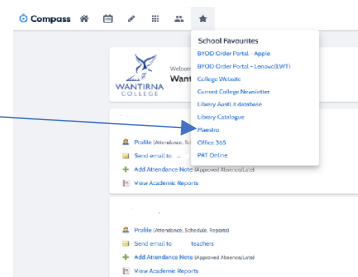 Compass
School Favourites
BYOD Order Portal - Apple
BYOD Order Portal - Lenovo(LWT)
College Website
Current College Newsletter
Library Austlit database
Library Catalogue
Maestro
Office 365
PAT Online
Welcome
Want
WANTIRNA
COLLEGE
Profile (Attendance, Schedule, Reports)
Send email to
Add Attendance Note (Approved Absence/Late)
View Academic Reports
Profile (Attendance, Schedule, Reports)
Send email to teachers
Add Attendance Note (Approved Absence/Late)
View Academic Reports